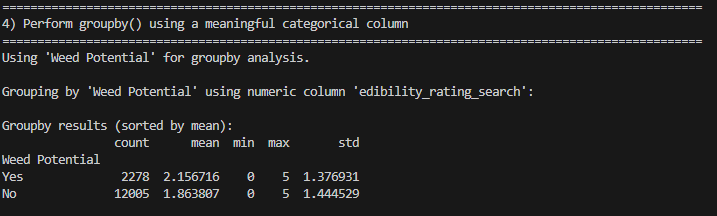 ====================================================================================================
4) Perform groupby() using a meaningful categorical column
====================================================================================================
Using 'Weed Potential' for groupby analysis.
Grouping by 'Weed Potential' using numeric column 'edibility_rating_search':
Groupby results (sorted by mean):
                count      mean  min  max       std
Weed Potential
Yes              2278  2.156716    0    5  1.376931
No              12005  1.863807    0    5  1.444529